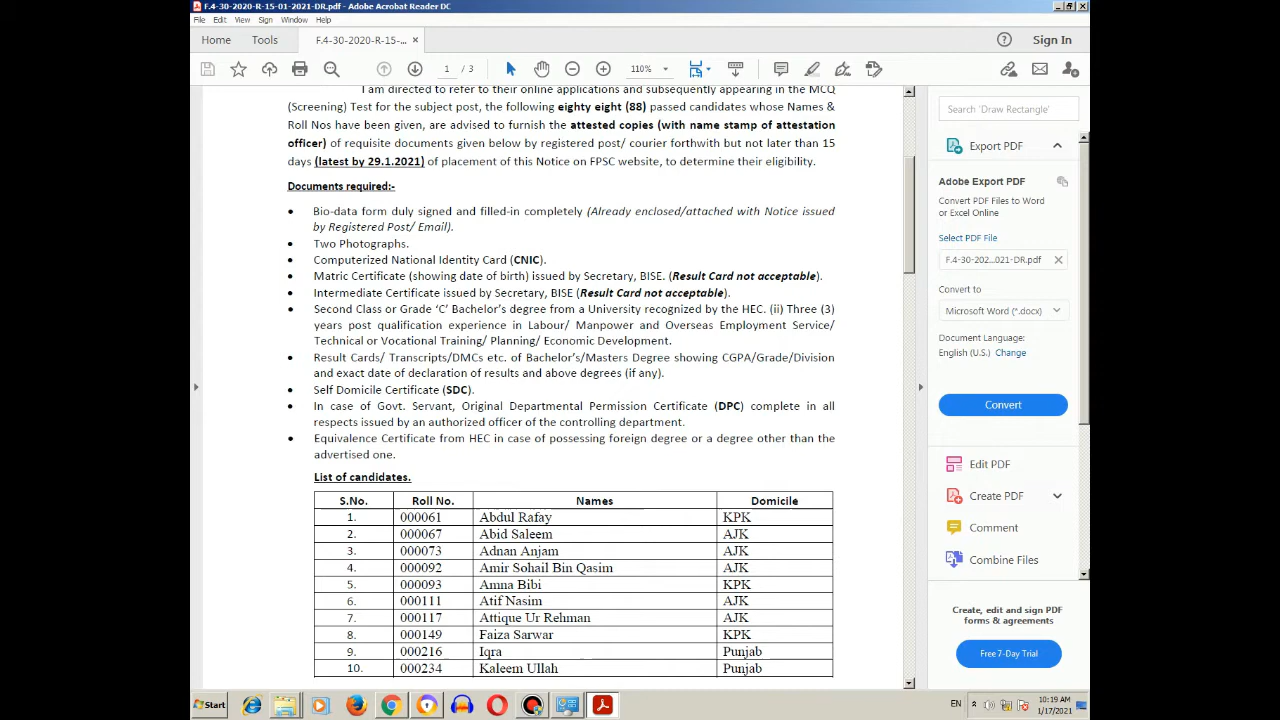 F.4-30-2020-R-15-01-2021-DR.pdf - Adobe Acrobat Reader DC
File Edit View Sign Window Help
Home Tools F.4-30-2020-R-15-... × Sign In
1 / 3 110%
I am directed to refer to their online applications and subsequently appearing in the MCQ
(Screening) Test for the subject post, the following eighty eight (88) passed candidates whose Names &
Roll Nos have been given, are advised to furnish the attested copies (with name stamp of attestation
officer) of requisite documents given below by registered post/ courier forthwith but not later than 15
days (latest by 29.1.2021) of placement of this Notice on FPSC website, to determine their eligibility.
Documents required:-
• Bio-data form duly signed and filled-in completely (Already enclosed/attached with Notice issued
by Registered Post/ Email).
• Two Photographs.
• Computerized National Identity Card (CNIC).
• Matric Certificate (showing date of birth) issued by Secretary, BISE. (Result Card not acceptable).
• Intermediate Certificate issued by Secretary, BISE (Result Card not acceptable).
• Second Class or Grade ‘C’ Bachelor’s degree from a University recognized by the HEC. (ii) Three (3)
years post qualification experience in Labour/ Manpower and Overseas Employment Service/
Technical or Vocational Training/ Planning/ Economic Development.
• Result Cards/ Transcripts/DMCs etc. of Bachelor’s/Masters Degree showing CGPA/Grade/Division
and exact date of declaration of results and above degrees (if any).
• Self Domicile Certificate (SDC).
• In case of Govt. Servant, Original Departmental Permission Certificate (DPC) complete in all
respects issued by an authorized officer of the controlling department.
• Equivalence Certificate from HEC in case of possessing foreign degree or a degree other than the
advertised one.
List of candidates.
S.No. Roll No. Names Domicile
1. 000061 Abdul Rafay KPK
2. 000067 Abid Saleem AJK
3. 000073 Adnan Anjam AJK
4. 000092 Amir Sohail Bin Qasim AJK
5. 000093 Amna Bibi KPK
6. 000111 Atif Nasim AJK
7. 000117 Attique Ur Rehman AJK
8. 000149 Faiza Sarwar KPK
9. 000216 Iqra Punjab
10. 000234 Kaleem Ullah Punjab
Search 'Draw Rectangle'
Export PDF
Adobe Export PDF
Convert PDF Files to Word
or Excel Online
Select PDF File
F.4-30-202...021-DR.pdf ×
Convert to
Microsoft Word (*.docx)
Document Language:
English (U.S.) Change
Convert
Edit PDF
Create PDF
Comment
Combine Files
Create, edit and sign PDF
forms & agreements
Free 7-Day Trial
Start
EN
10:19 AM
1/17/2021